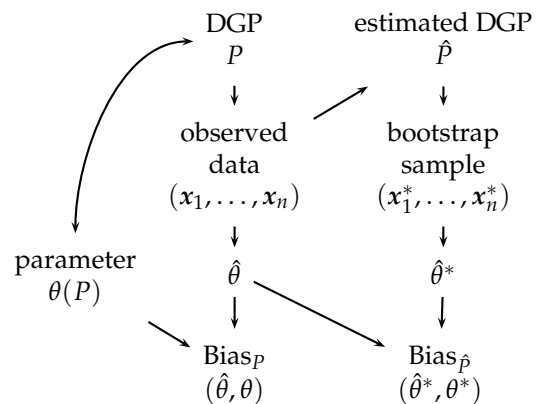 DGP
P
estimated DGP
P̂
observed
data
(x₁, . . . , xₙ)
bootstrap
sample
(x₁*, . . . , xₙ*)
parameter
θ(P)
θ̂
θ̂*
Bias_P
(θ̂, θ)
Bias_P̂
(θ̂*, θ*)